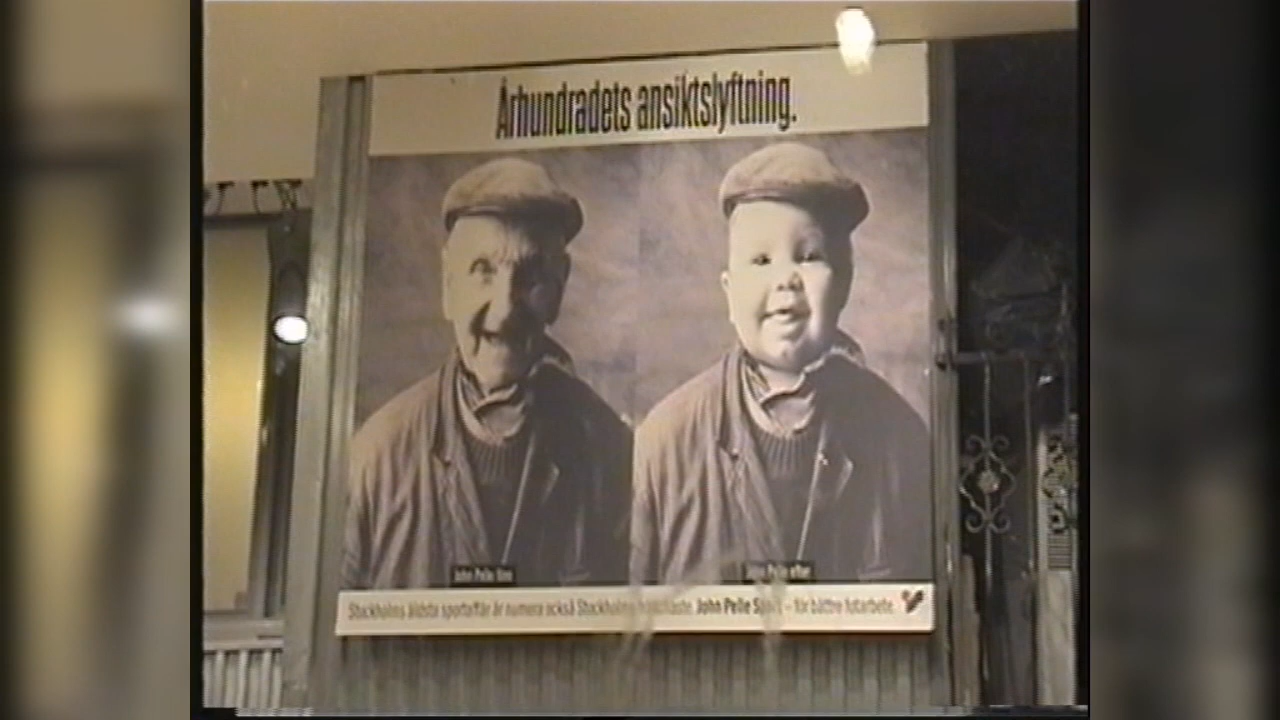 Århundradets ansiktslyftning.
John Pelle före
John Pelle efter
Stockholms äldsta sportaffär är numera också Stockholms John Pelle Sport – för bättre fotarbete.